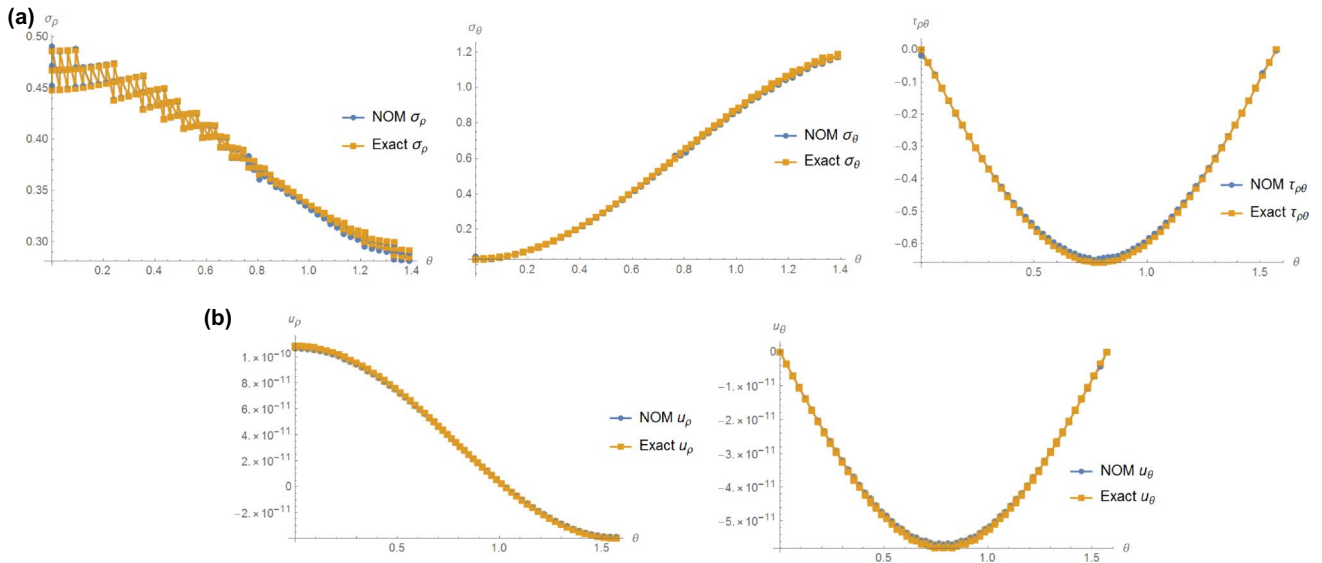 (a)
σρ
0.50
0.45
0.40
0.35
0.30
0.2 0.4 0.6 0.8 1.0 1.2 1.4 θ
NOM σρ
Exact σρ
σθ
1.2
1.0
0.8
0.6
0.4
0.2
0.2 0.4 0.6 0.8 1.0 1.2 1.4 θ
NOM σθ
Exact σθ
τρθ
0.0
-0.1
-0.2
-0.3
-0.4
-0.5
-0.6
0.5 1.0 1.5 θ
NOM τρθ
Exact τρθ
(b)
uρ
1.×10⁻¹⁰
8.×10⁻¹¹
6.×10⁻¹¹
4.×10⁻¹¹
2.×10⁻¹¹
0
-2.×10⁻¹¹
0.5 1.0 1.5 θ
NOM uρ
Exact uρ
uθ
0
-1.×10⁻¹¹
-2.×10⁻¹¹
-3.×10⁻¹¹
-4.×10⁻¹¹
-5.×10⁻¹¹
0.5 1.0 1.5 θ
NOM uθ
Exact uθ